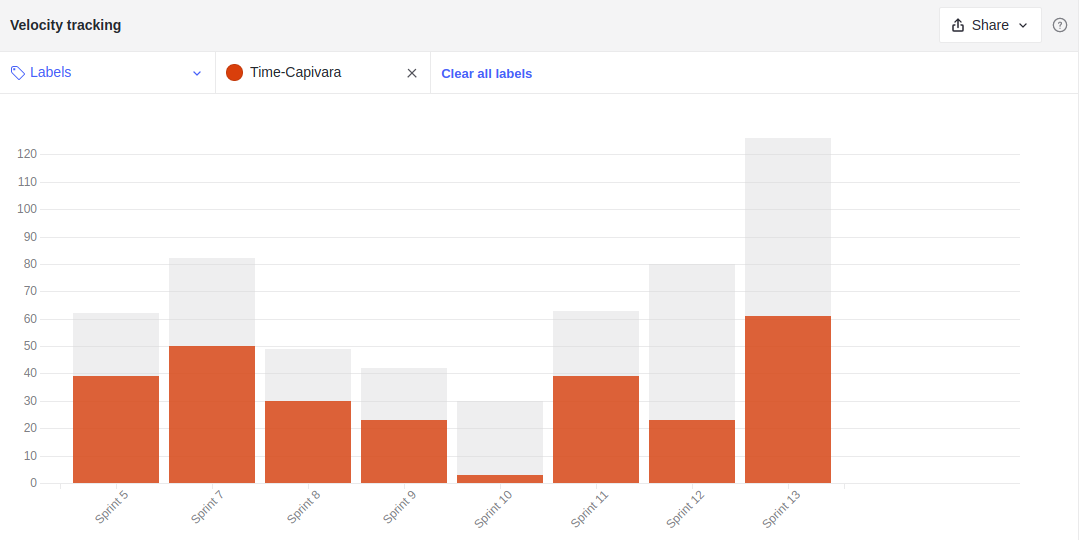 Velocity tracking
Share
?
Labels
Time-Capivara
Clear all labels
120
110
100
90
80
70
60
50
40
30
20
10
0
Sprint 5
Sprint 7
Sprint 8
Sprint 9
Sprint 10
Sprint 11
Sprint 12
Sprint 13